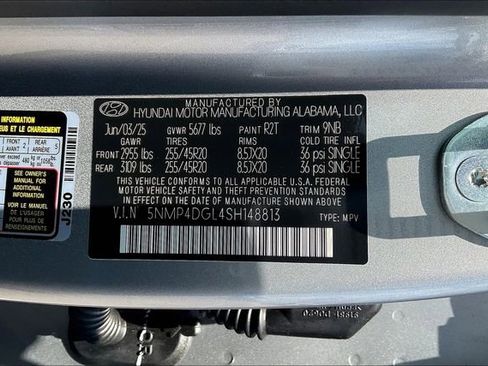 MANUFACTURED BY
HYUNDAI MOTOR MANUFACTURING ALABAMA, LLC
Jun/03/25 GVWR 5677 lbs PAINT R2T TRIM 9NB
TIRES RIMS COLD TIRE INFL
FRONT 2955 lbs 255/45R20 8.5JX20 36 psi SINGLE
REAR 3109 lbs 255/45R20 8.5JX20 36 psi SINGLE
THIS VEHICLE CONFORMS TO ALL APPLICABLE U.S.A. FEDERAL
MOTOR VEHICLE SAFETY AND THEFT PREVENTION STANDARDS
IN EFFECT ON THE DATE OF MANUFACTURE SHOWN ABOVE.
V.I.N 5NMP4DGL4SH148813 TYPE: MPV
ET LE CHARGEMENT
FRONT
AVANT 2 REAR
ARRIÈRE 5
SEE OWNER'S
MANUAL FOR
ADDITIONAL
INFORMATION
VOIR LE MANUEL
DE L'USAGER
POUR PLUS DE
RENSEIGNEMENTS
J230